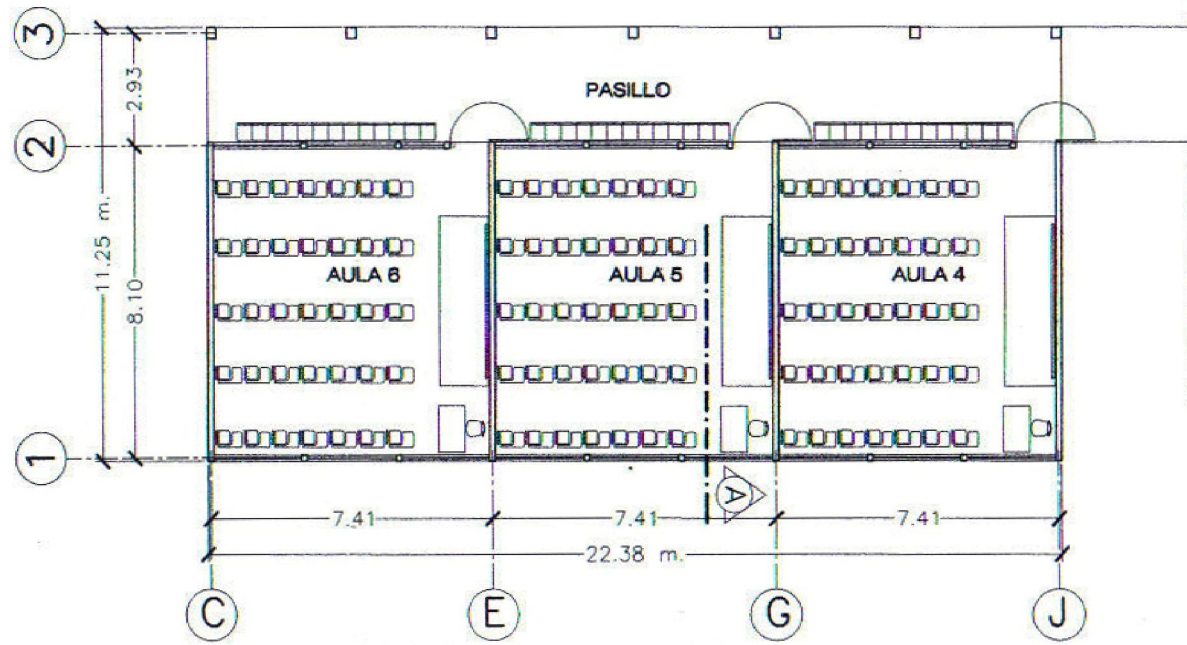 3
2.93
PASILLO
2
11.25 m.
8.10
AULA 6
AULA 5
AULA 4
1
A
7.41
7.41
7.41
22.38 m.
C
E
G
J